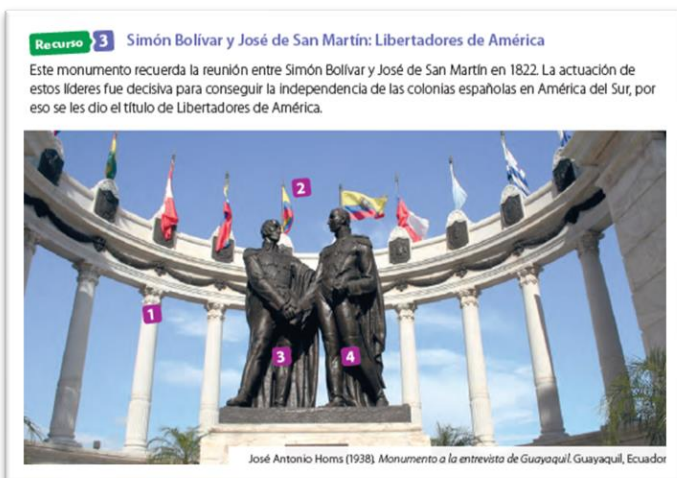 Recurso 3 Simón Bolívar y José de San Martín: Libertadores de América
Este monumento recuerda la reunión entre Simón Bolívar y José de San Martín en 1822. La actuación de
estos líderes fue decisiva para conseguir la independencia de las colonias españolas en América del Sur, por
eso se les dio el título de Libertadores de América.
2
1
3
4
José Antonio Homs (1938). Monumento a la entrevista de Guayaquil. Guayaquil, Ecuador